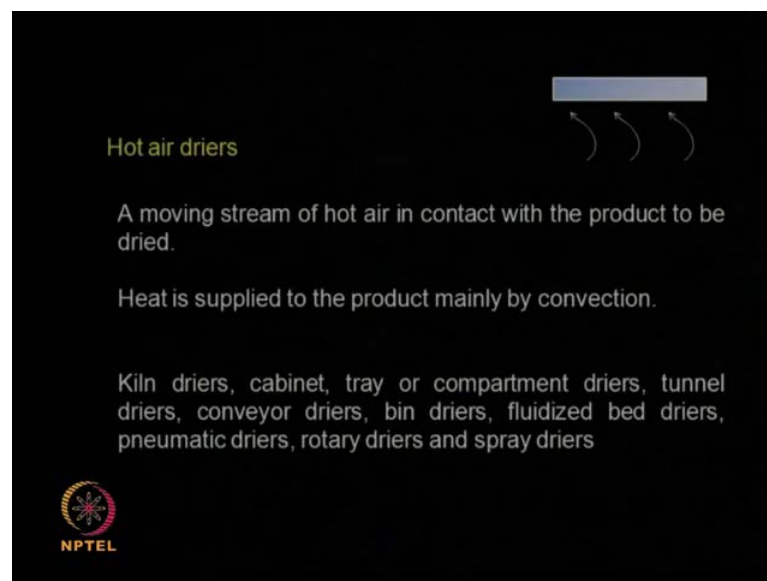 Hot air driers
A moving stream of hot air in contact with the product to be
dried.
Heat is supplied to the product mainly by convection.
Kiln driers, cabinet, tray or compartment driers, tunnel
driers, conveyor driers, bin driers, fluidized bed driers,
pneumatic driers, rotary driers and spray driers
NPTEL